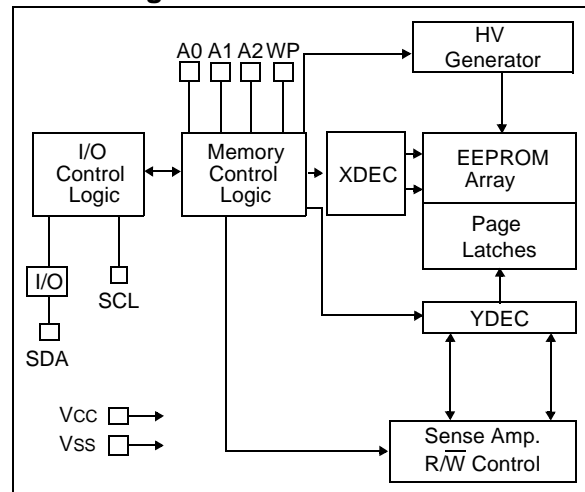 A0 A1 A2 WP
HV
Generator
I/O
Control
Logic
Memory
Control
Logic
XDEC
EEPROM
Array
Page
Latches
I/O
SCL
SDA
YDEC
VCC
VSS
Sense Amp.
R/W̅ Control